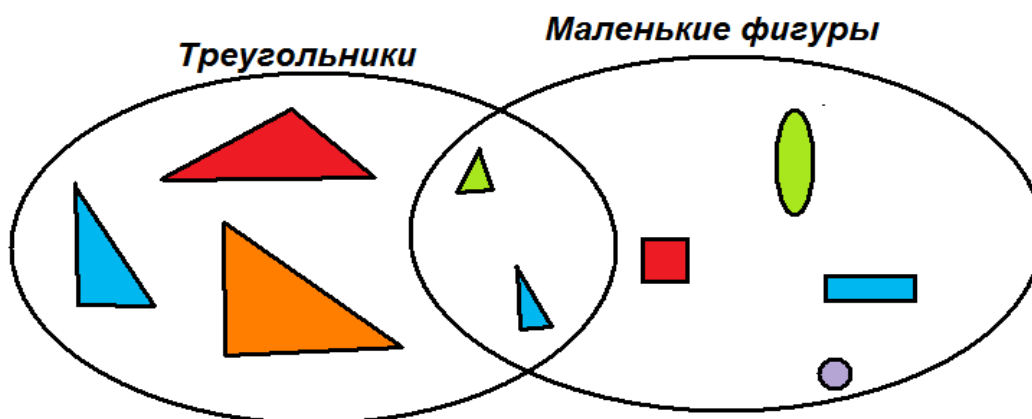 Треугольники
Маленькие фигуры